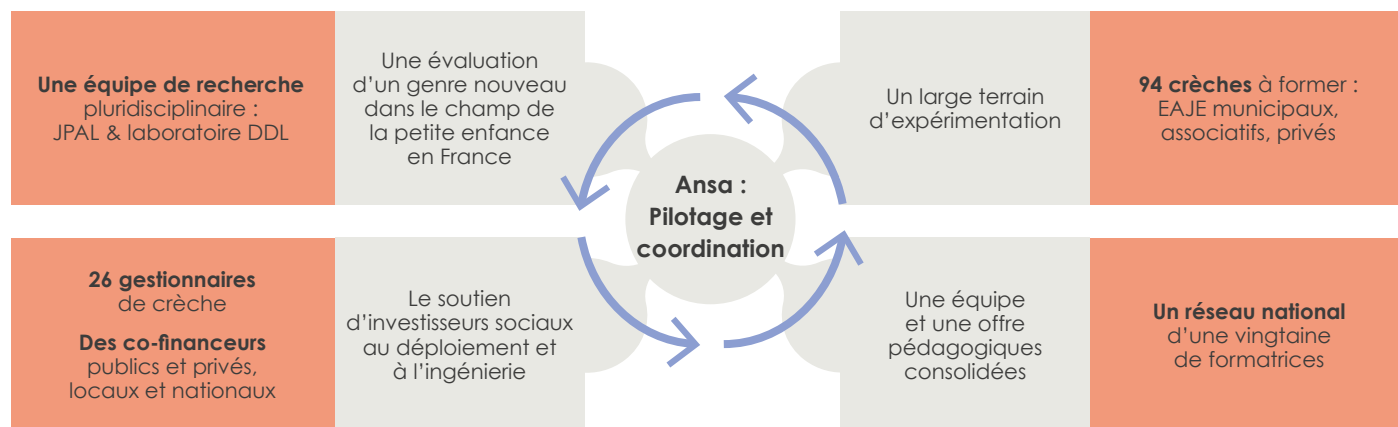 Une équipe de recherche
pluridisciplinaire :
JPAL & laboratoire DDL
Une évaluation
d’un genre nouveau
dans le champ de
la petite enfance
en France
Un large terrain
d’expérimentation
94 crèches à former :
EAJE municipaux,
associatifs, privés
Ansa :
Pilotage et
coordination
26 gestionnaires
de crèche
Des co-financeurs
publics et privés,
locaux et nationaux
Le soutien
d’investisseurs sociaux
au déploiement et
à l’ingénierie
Une équipe
et une offre
pédagogiques
consolidées
Un réseau national
d’une vingtaine
de formatrices